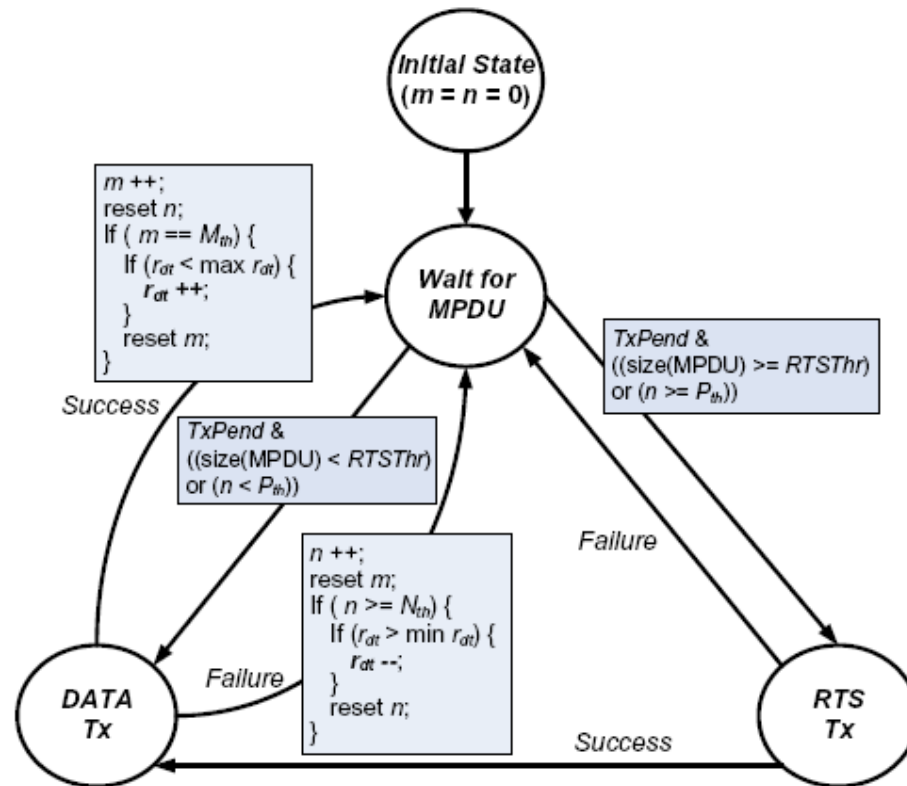 Initial State
(m = n = 0)
m ++;
reset n;
If ( m == Mth) {
If (rdt < max rdt) {
rdt ++;
}
reset m;
}
Wait for
MPDU
TxPend &
((size(MPDU) >= RTSThr)
or (n >= Pth))
Success
TxPend &
((size(MPDU) < RTSThr)
or (n < Pth))
Failure
n ++;
reset m;
If ( n >= Nth) {
If (rdt > min rdt) {
rdt --;
}
reset n;
}
Failure
DATA
Tx
RTS
Tx
Success